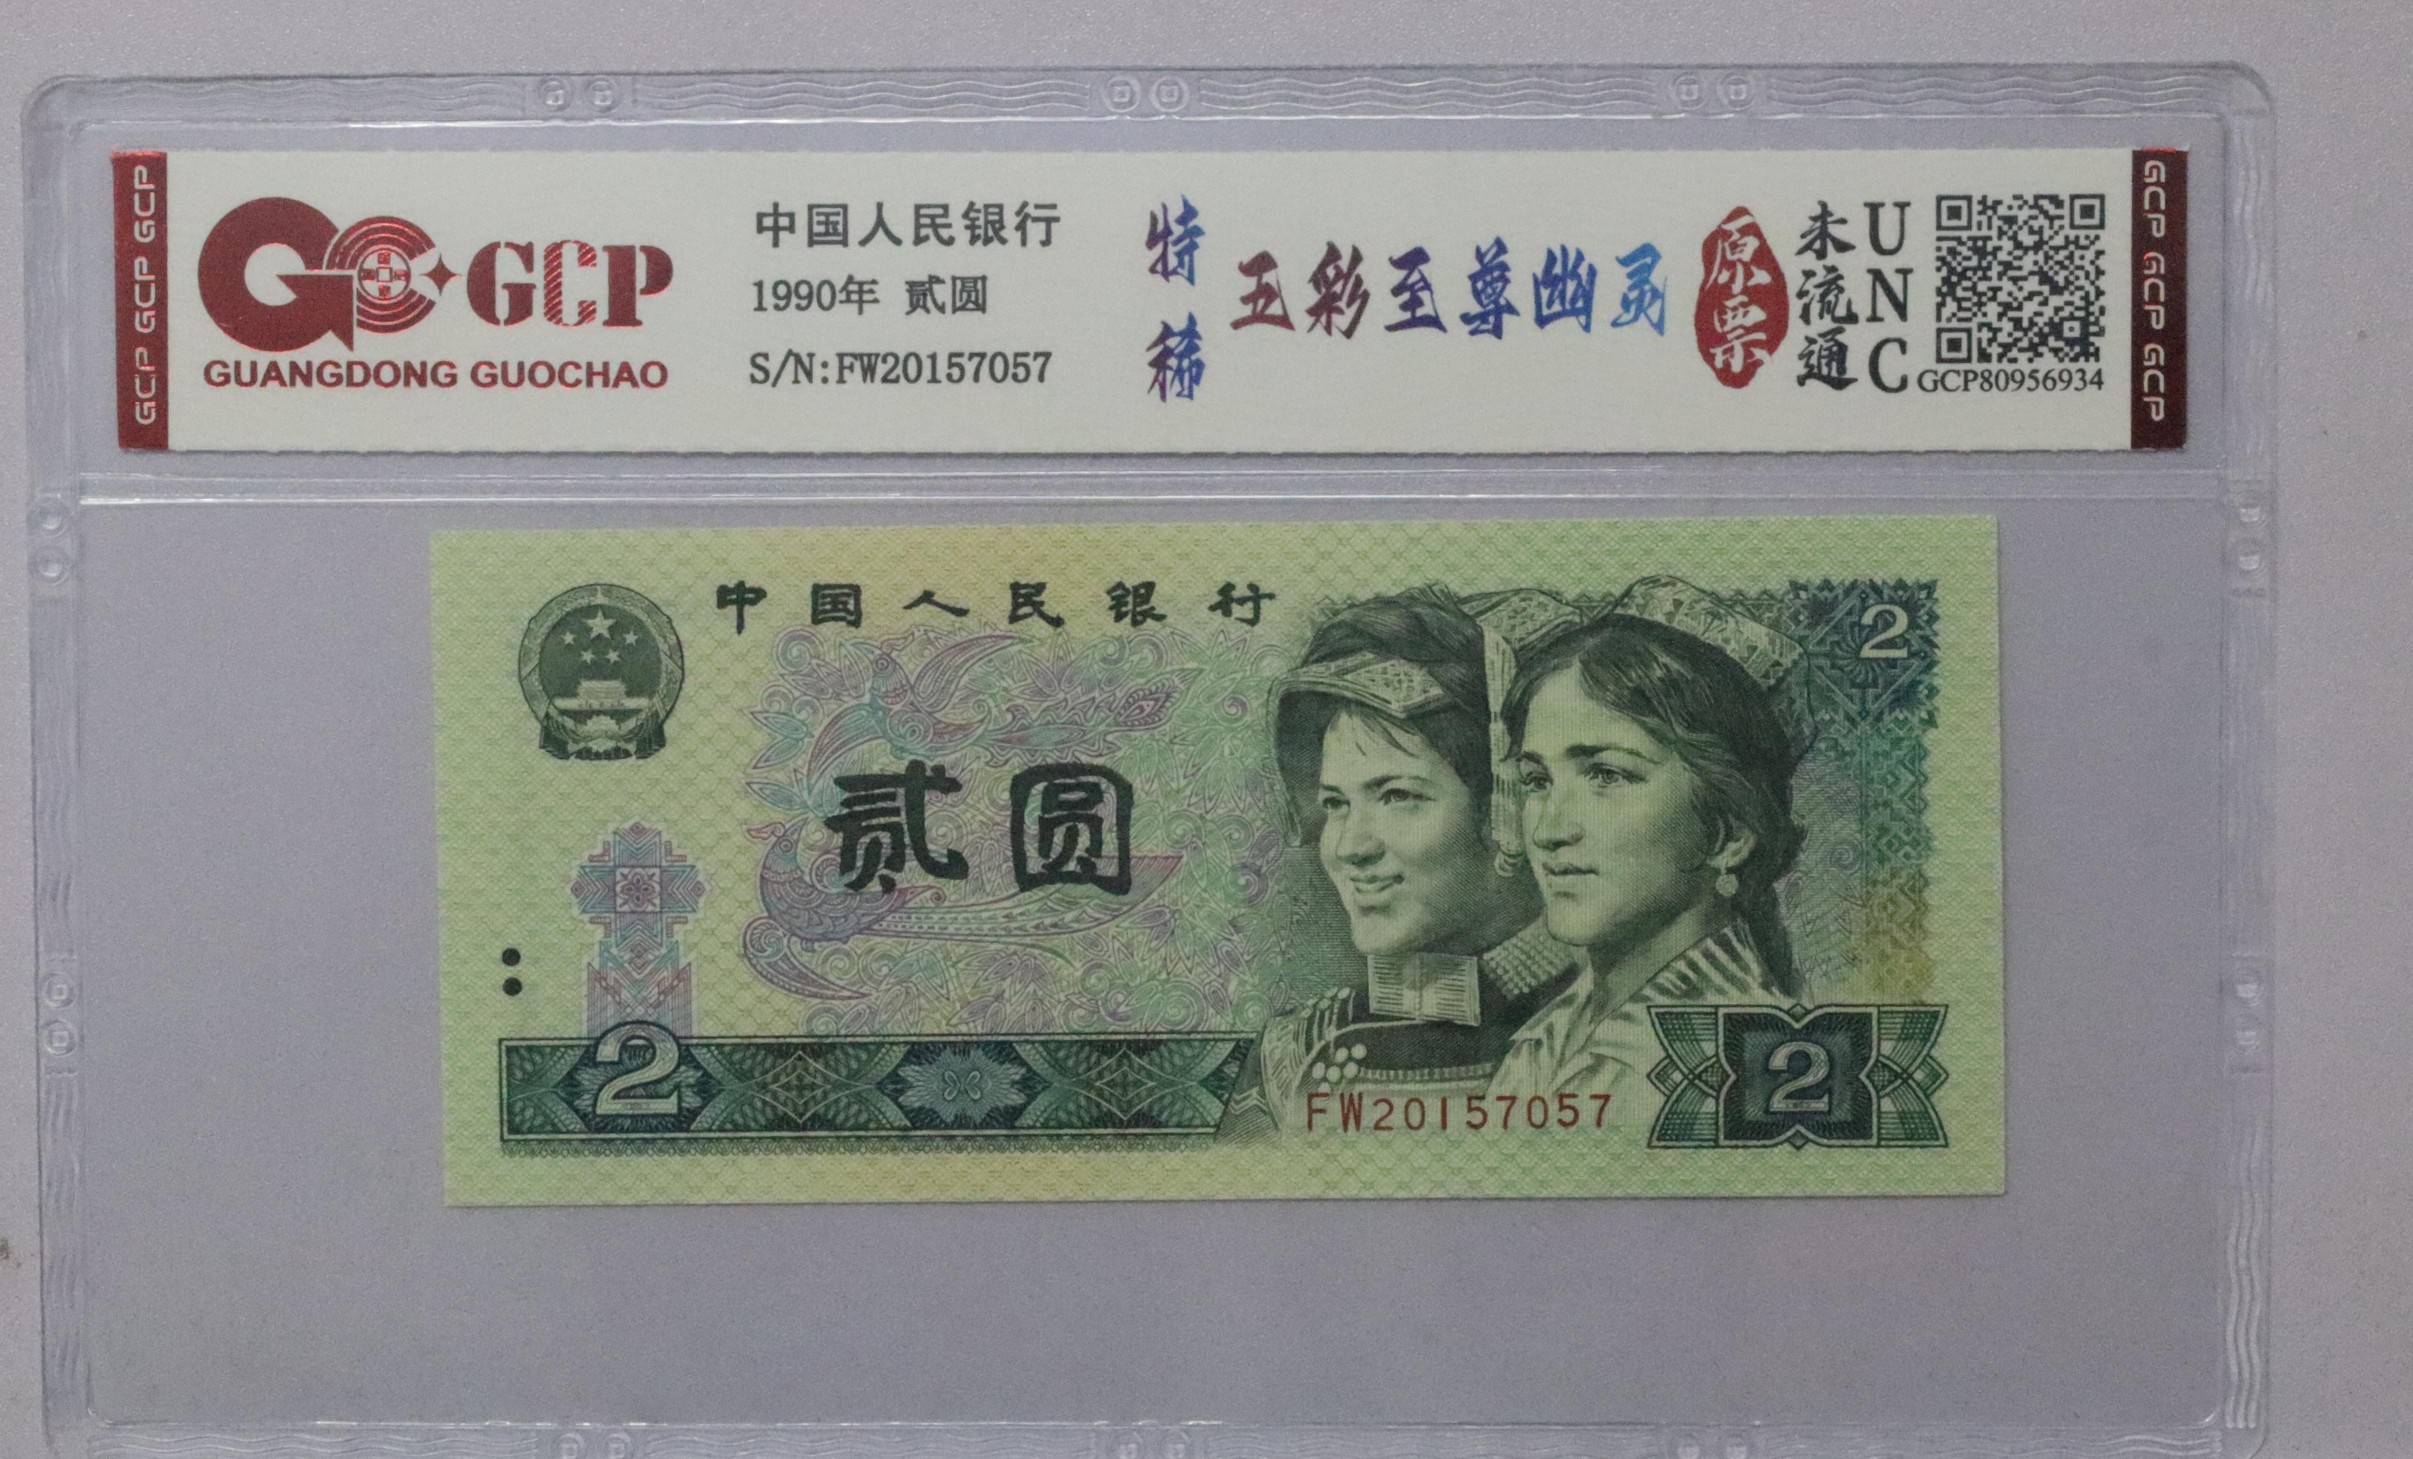 GCP GCP GCP
GCP
GUANGDONG GUOCHAO
中国人民银行
1990年 贰圆
S/N:FW20157057
特稀
五彩至尊幽灵
原票
未流通
UNC
GCP80956934
GCP GCP GCP
中国人民银行
2
贰圆
2
FW20157057
2